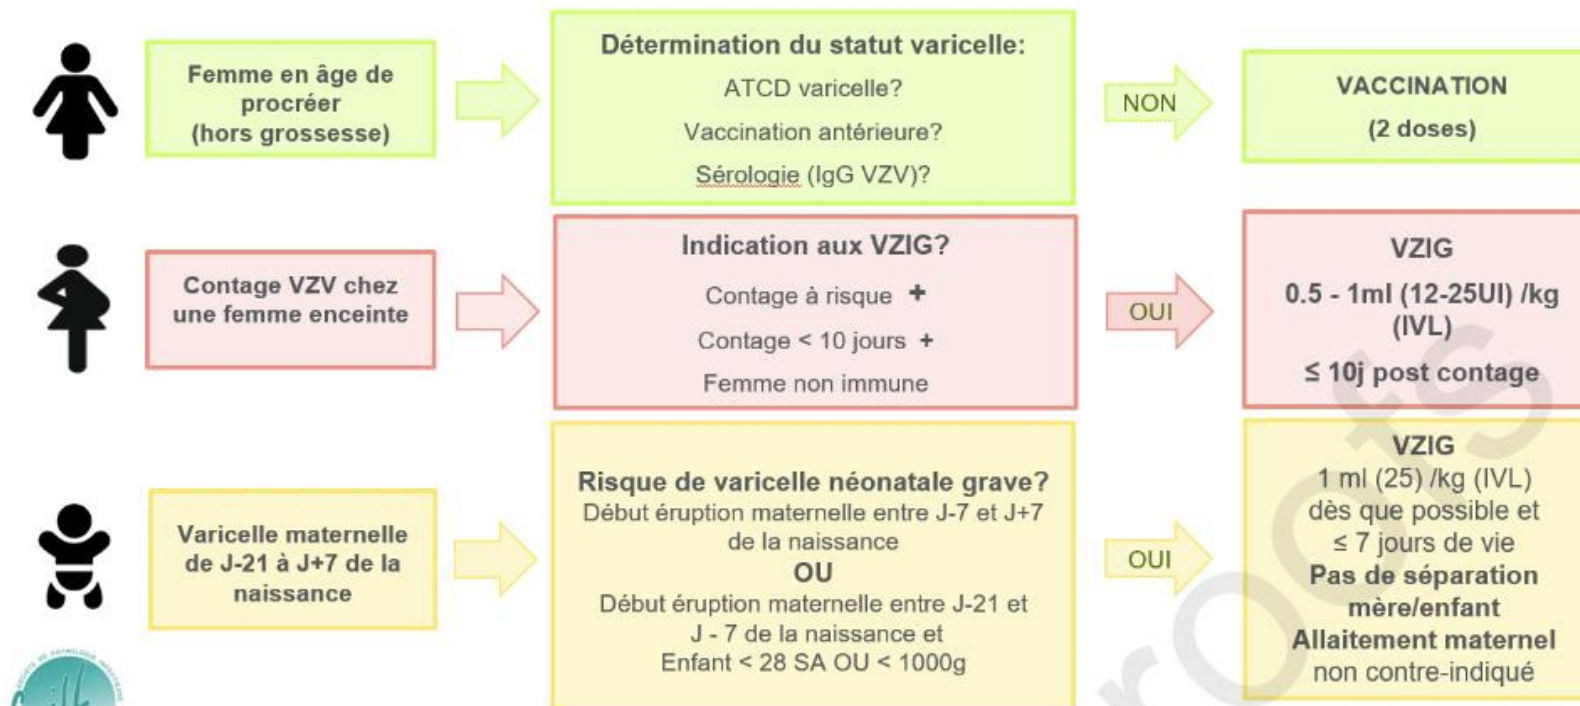 Femme en âge de
procréer
(hors grossesse)
Détermination du statut varicelle:
ATCD varicelle?
Vaccination antérieure?
Sérologie (IgG VZV)?
NON
VACCINATION
(2 doses)
Contage VZV chez
une femme enceinte
Indication aux VZIG?
Contage à risque +
Contage < 10 jours +
Femme non immune
OUI
VZIG
0.5 - 1ml (12-25UI) /kg
(IVL)
≤ 10j post contage
Varicelle maternelle
de J-21 à J+7 de la
naissance
Risque de varicelle néonatale grave?
Début éruption maternelle entre J-7 et J+7
de la naissance
OU
Début éruption maternelle entre J-21 et
J - 7 de la naissance et
Enfant < 28 SA OU < 1000g
OUI
VZIG
1 ml (25) /kg (IVL)
dès que possible et
≤ 7 jours de vie
Pas de séparation
mère/enfant
Allaitement maternel
non contre-indiqué
roofs